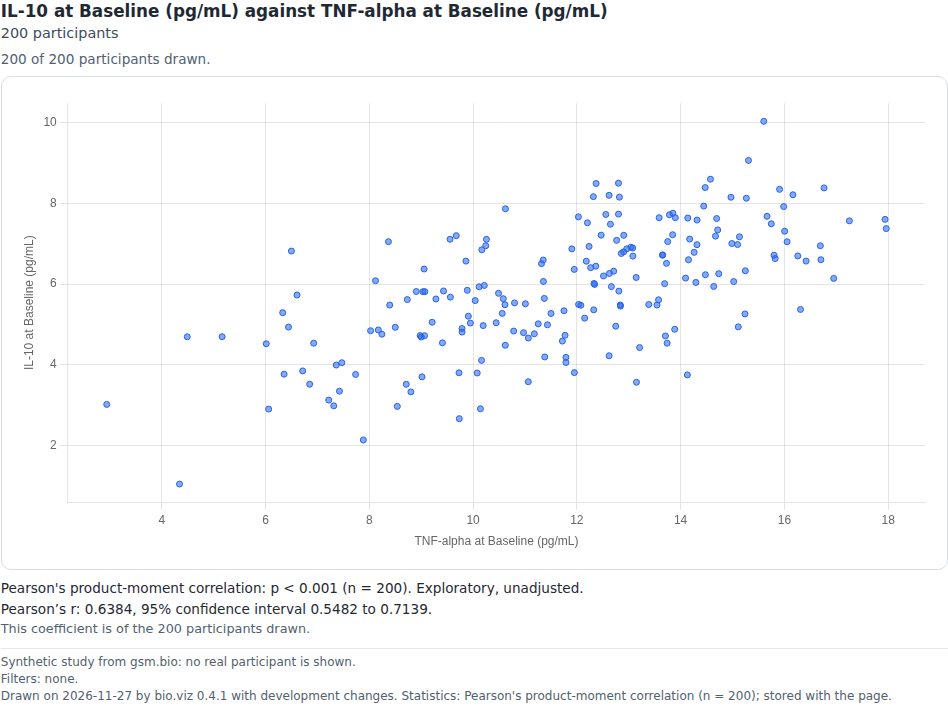 IL-10 at Baseline (pg/mL) against TNF-alpha at Baseline (pg/mL)
200 participants
200 of 200 participants drawn.
10
8
6
4
2
IL-10 at Baseline (pg/mL)
4 6 8 10 12 14 16 18
TNF-alpha at Baseline (pg/mL)
Pearson's product-moment correlation: p < 0.001 (n = 200). Exploratory, unadjusted.
Pearson’s r: 0.6384, 95% confidence interval 0.5482 to 0.7139.
This coefficient is of the 200 participants drawn.
Synthetic study from gsm.bio: no real participant is shown.
Filters: none.
Drawn on 2026-11-27 by bio.viz 0.4.1 with development changes. Statistics: Pearson's product-moment correlation (n = 200); stored with the page.